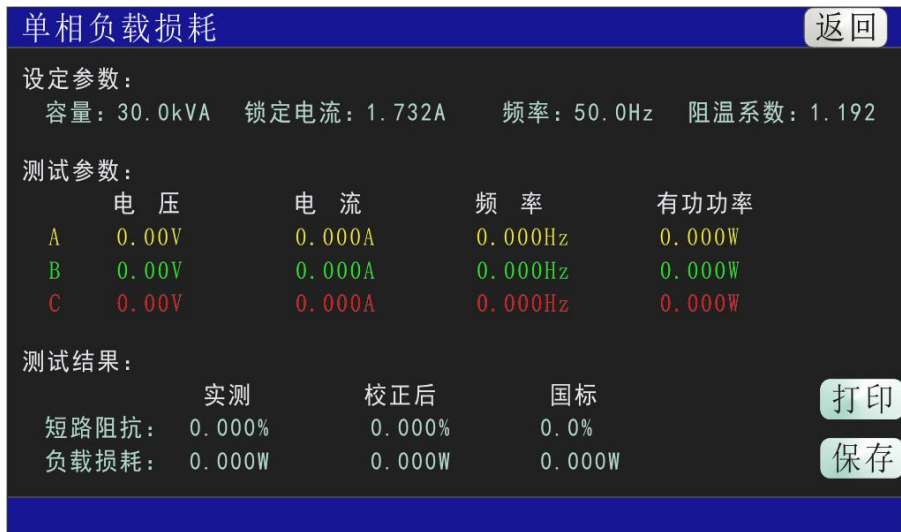 单相负载损耗 返回
设定参数：
容量：30.0kVA 锁定电流：1.732A 频率：50.0Hz 阻温系数：1.192
测试参数：
电 压 电 流 频 率 有功功率
A 0.00V 0.000A 0.000Hz 0.000W
B 0.00V 0.000A 0.000Hz 0.000W
C 0.00V 0.000A 0.000Hz 0.000W
测试结果：
实测 校正后 国标
打印
短路阻抗： 0.000% 0.000% 0.0%
负载损耗： 0.000W 0.000W 0.000W
保存